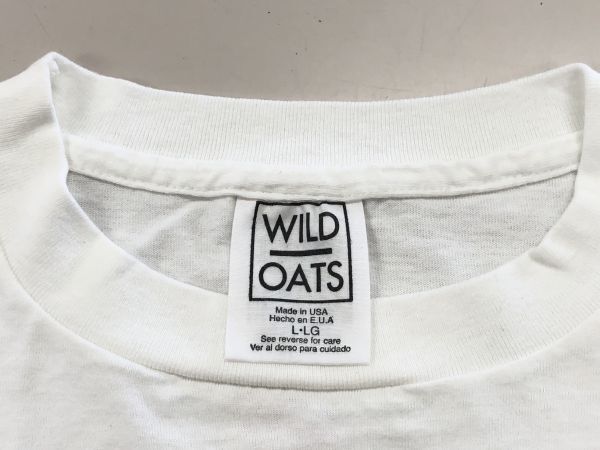 WILD
OATS
Made in USA
Hecho en E.U.A
L•LG
See reverse for care
Ver al dorso para cuidado